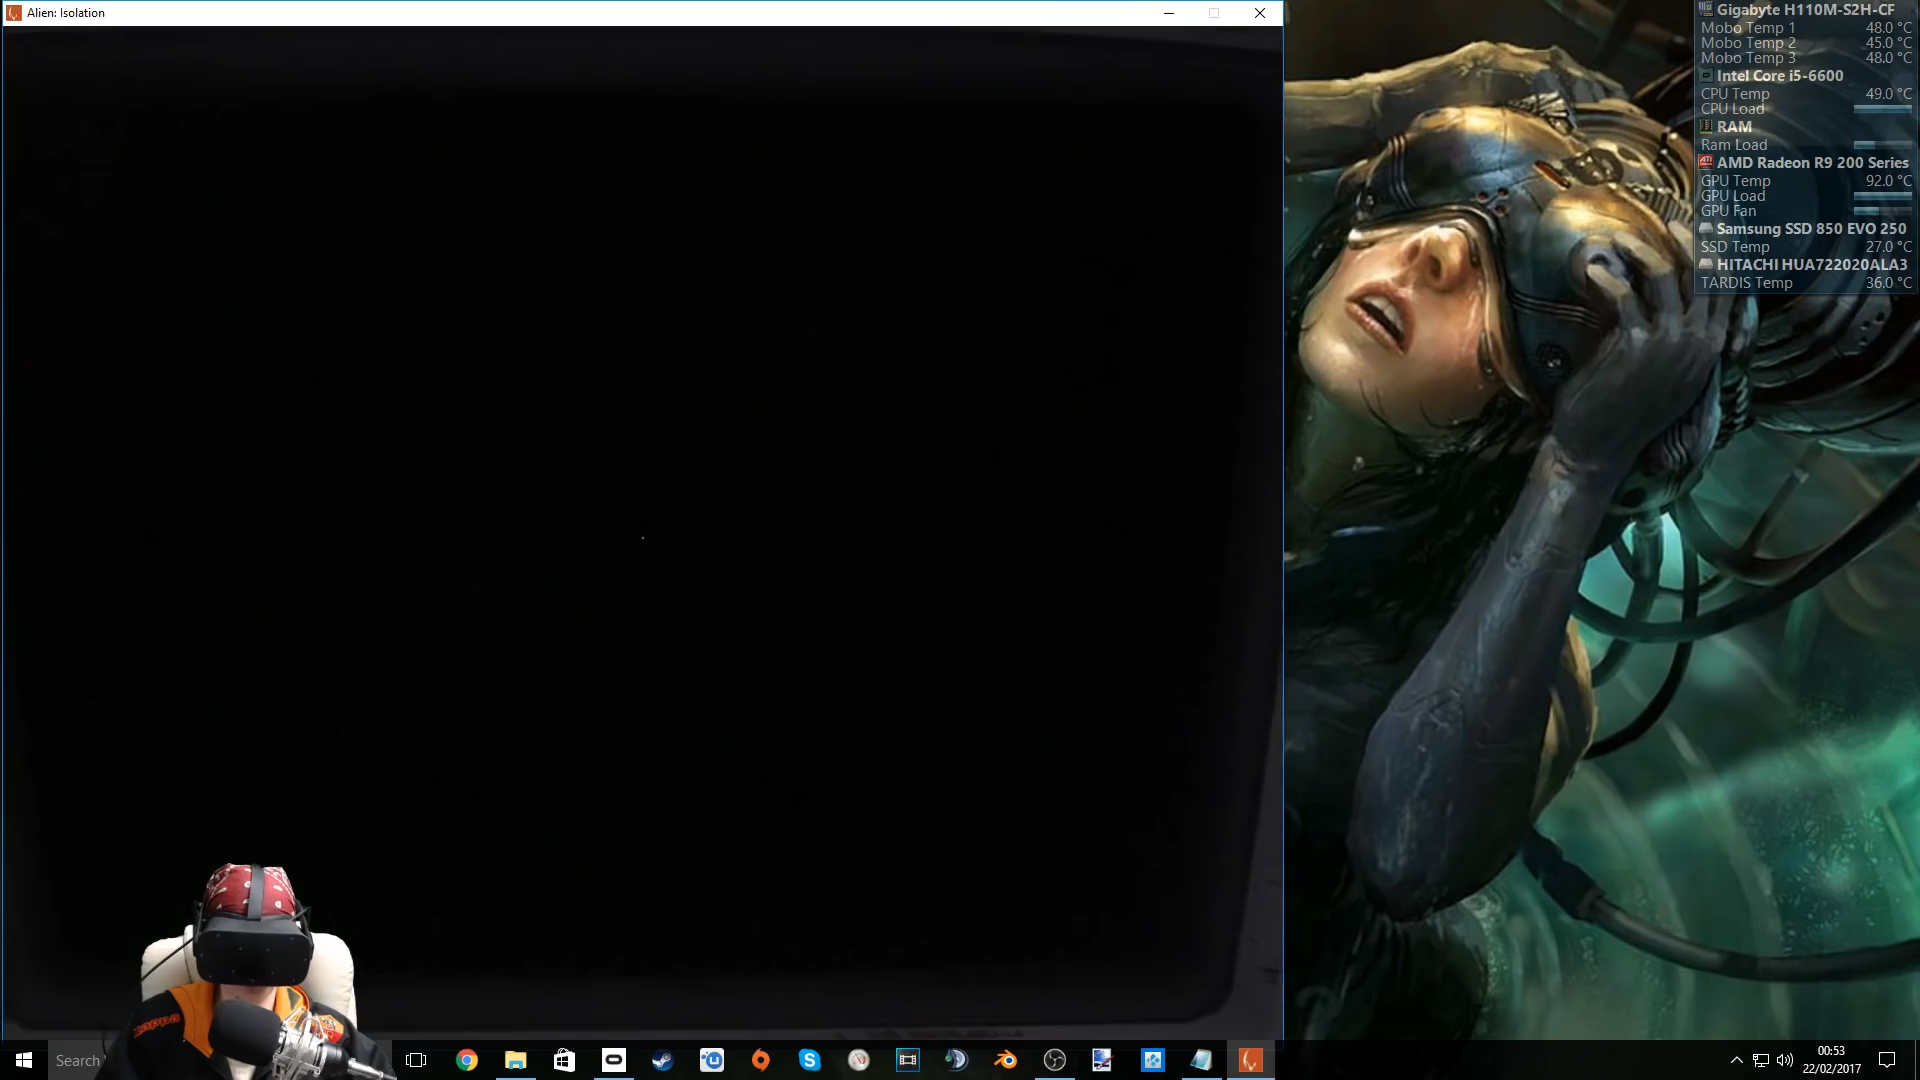 Alien: Isolation
Gigabyte H110M-S2H-CF
Mobo Temp 1 48.0 °C
Mobo Temp 2 45.0 °C
Mobo Temp 3 48.0 °C
Intel Core i5-6600
CPU Temp 49.0 °C
CPU Load
RAM
Ram Load
AMD Radeon R9 200 Series
GPU Temp 92.0 °C
GPU Load
GPU Fan
Samsung SSD 850 EVO 250
SSD Temp 27.0 °C
HITACHI HUA722020ALA3
TARDIS Temp 36.0 °C
Kappa
Search
00:53
22/02/2017